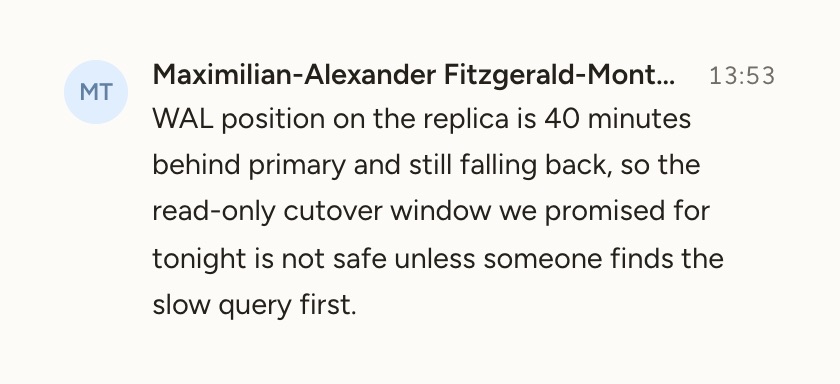 MT
Maximilian-Alexander Fitzgerald-Mont... 13:53
WAL position on the replica is 40 minutes
behind primary and still falling back, so the
read-only cutover window we promised for
tonight is not safe unless someone finds the
slow query first.